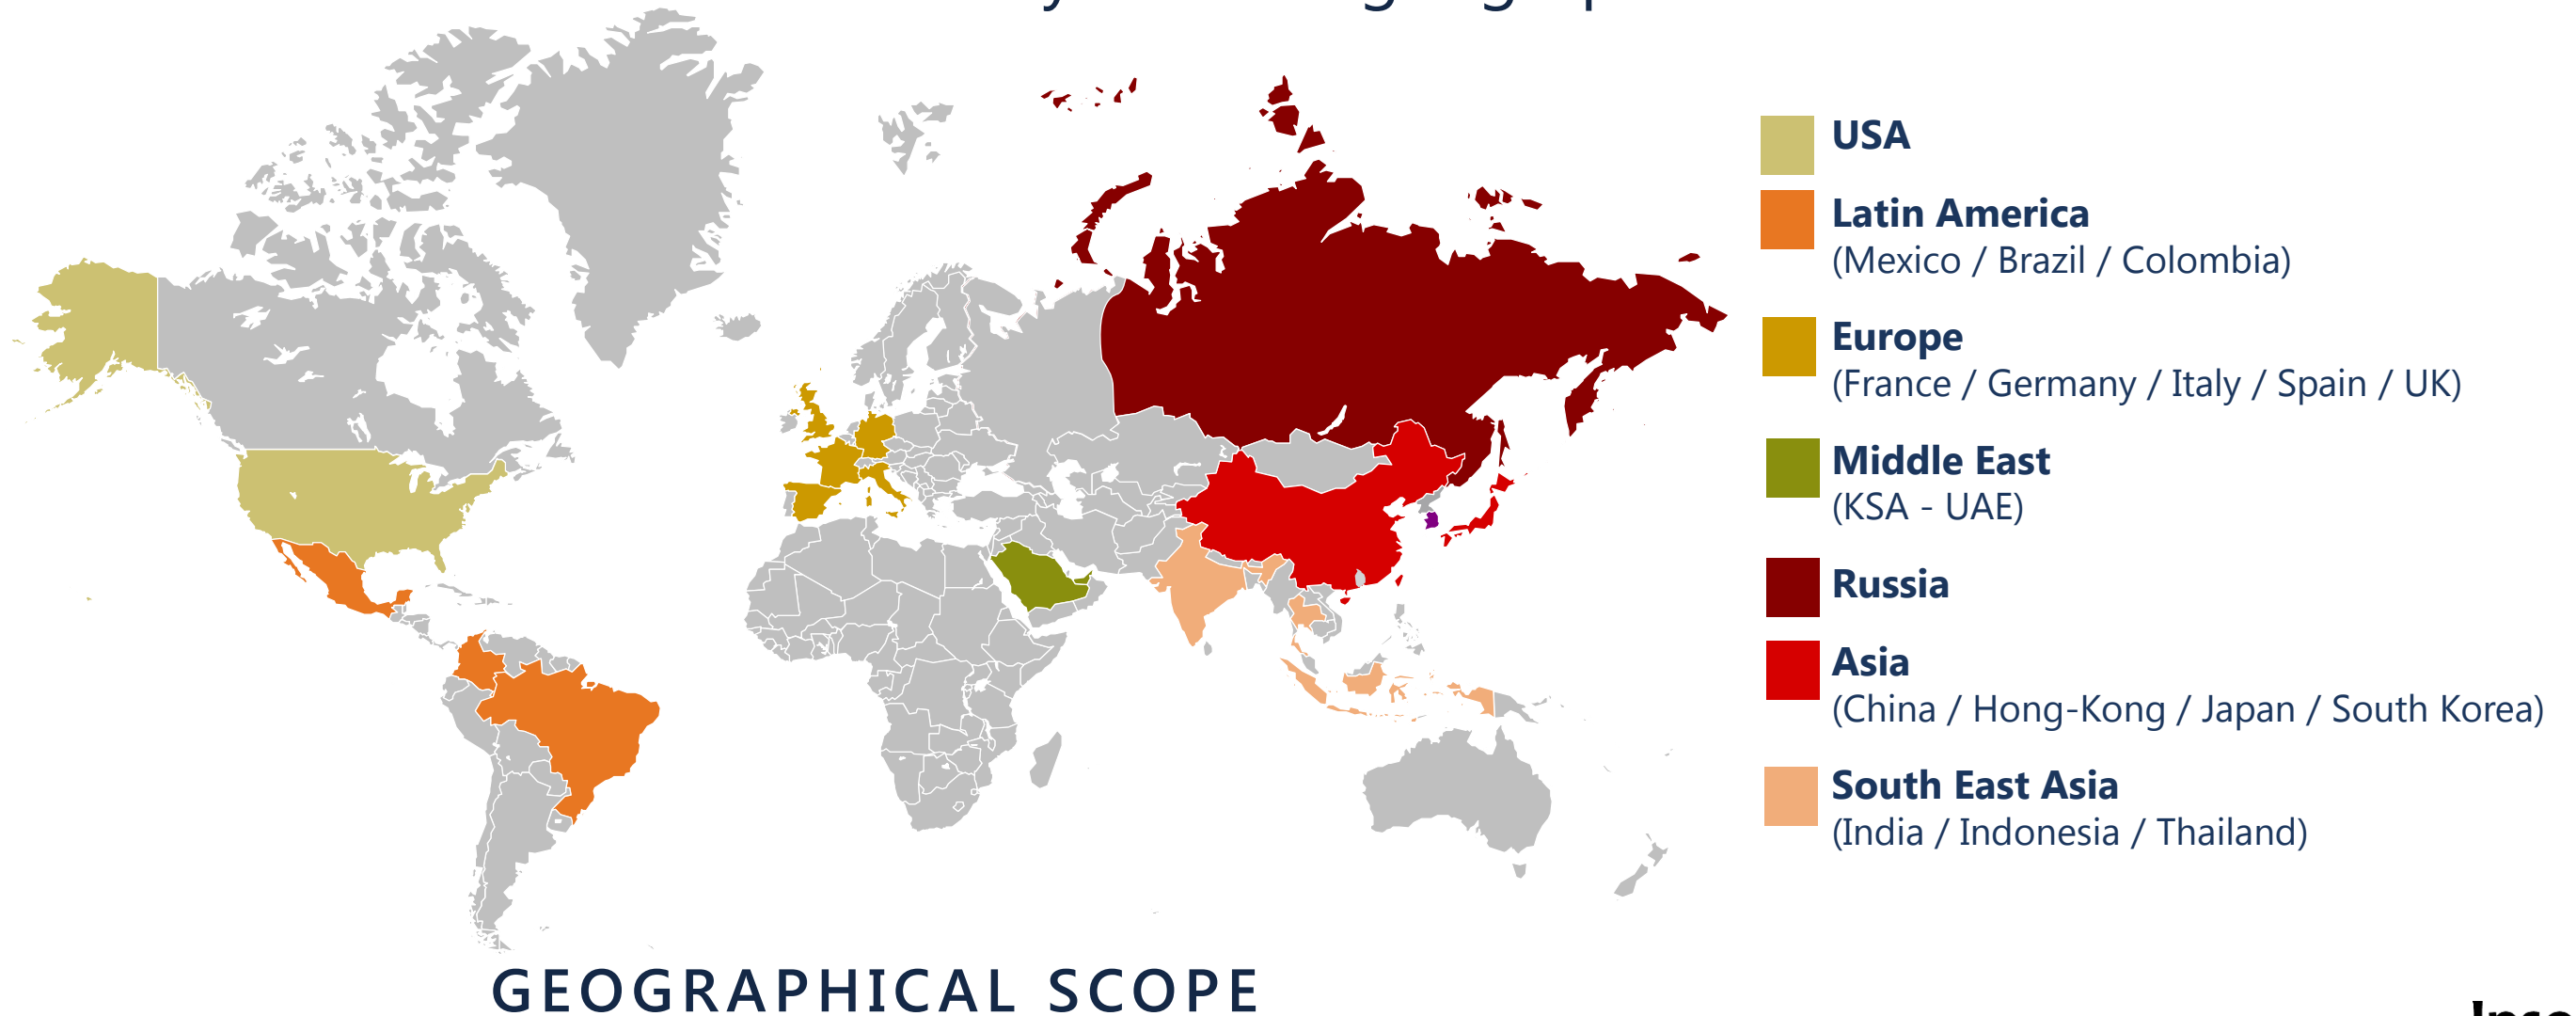 USA
Latin America
(Mexico / Brazil / Colombia)
Europe
(France / Germany / Italy / Spain / UK)
Middle East
(KSA - UAE)
Russia
Asia
(China / Hong-Kong / Japan / South Korea)
South East Asia
(India / Indonesia / Thailand)
GEOGRAPHICAL SCOPE